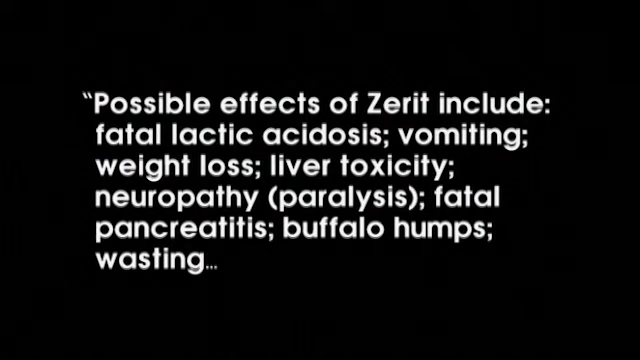 “Possible effects of Zerit include:
fatal lactic acidosis; vomiting;
weight loss; liver toxicity;
neuropathy (paralysis); fatal
pancreatitis; buffalo humps;
wasting...